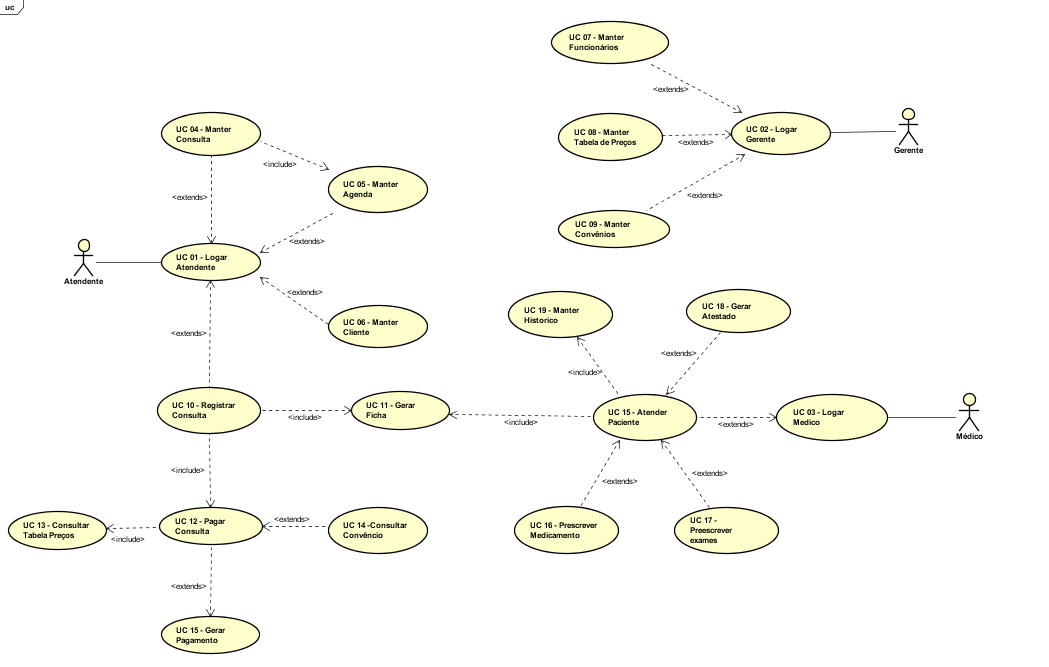 uc
UC 07 - Manter
Funcionários
<extends>
UC 04 - Manter
Consulta
UC 08 - Manter
Tabela de Preços
<extends>
UC 02 - Logar
Gerente
Gerente
<include>
UC 05 - Manter
Agenda
<extends>
<extends>
UC 09 - Manter
Convênios
<extends>
Atendente
UC 01 - Logar
Atendente
<extends>
UC 06 - Manter
Cliente
<extends>
UC 19 - Manter
Historico
UC 18 - Gerar
Atestado
<extends>
<include>
UC 10 - Registrar
Consulta
<include>
UC 11 - Gerar
Ficha
<include>
UC 15 - Atender
Paciente
<extends>
UC 03 - Logar
Medico
Médico
<include>
<extends>
<extends>
UC 13 - Consultar
Tabela Preços
<include>
UC 12 - Pagar
Consulta
<extends>
UC 14 -Consultar
Convêncio
UC 16 - Prescrever
Medicamento
UC 17 -
Preescrever
exames
<extends>
UC 15 - Gerar
Pagamento